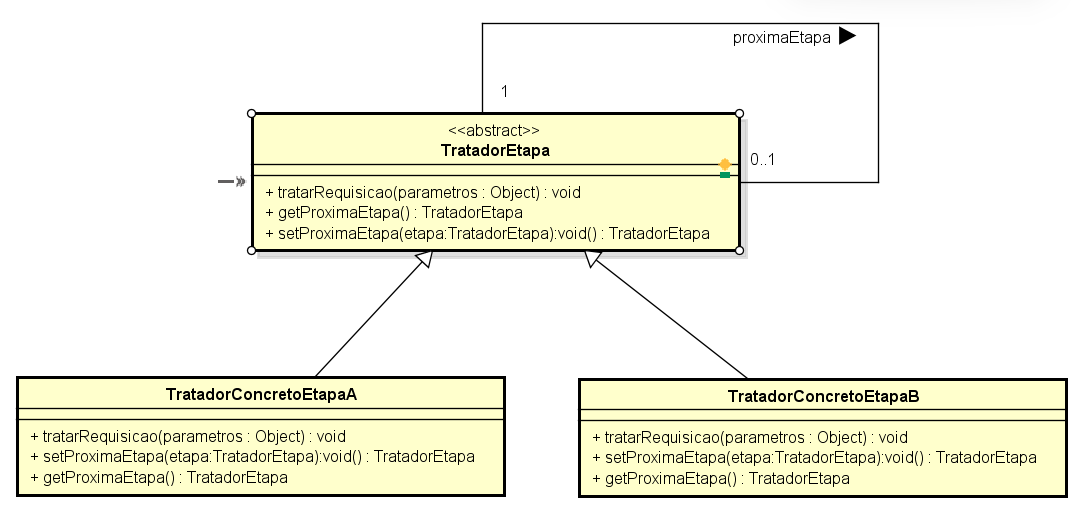 proximaEtapa
1
<<abstract>>
TratadorEtapa
0..1
+ tratarRequisicao(parametros : Object) : void
+ getProximaEtapa() : TratadorEtapa
+ setProximaEtapa(etapa:TratadorEtapa):void() : TratadorEtapa
TratadorConcretoEtapaA
+ tratarRequisicao(parametros : Object) : void
+ setProximaEtapa(etapa:TratadorEtapa):void() : TratadorEtapa
+ getProximaEtapa() : TratadorEtapa
TratadorConcretoEtapaB
+ tratarRequisicao(parametros : Object) : void
+ setProximaEtapa(etapa:TratadorEtapa):void() : TratadorEtapa
+ getProximaEtapa() : TratadorEtapa